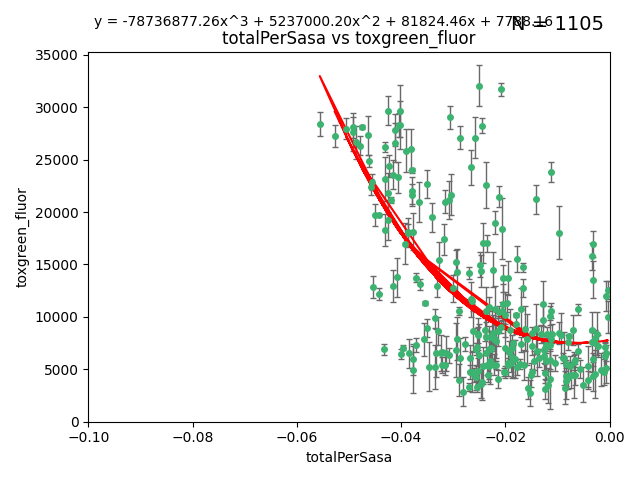 y = -78736877.26x^3 + 5237000.20x^2 + 81824.46x + 7788.16
N = 1105
totalPerSasa vs toxgreen_fluor
35000
30000
25000
20000
15000
10000
5000
0
toxgreen_fluor
−0.10 −0.08 −0.06 −0.04 −0.02 0.00
totalPerSasa